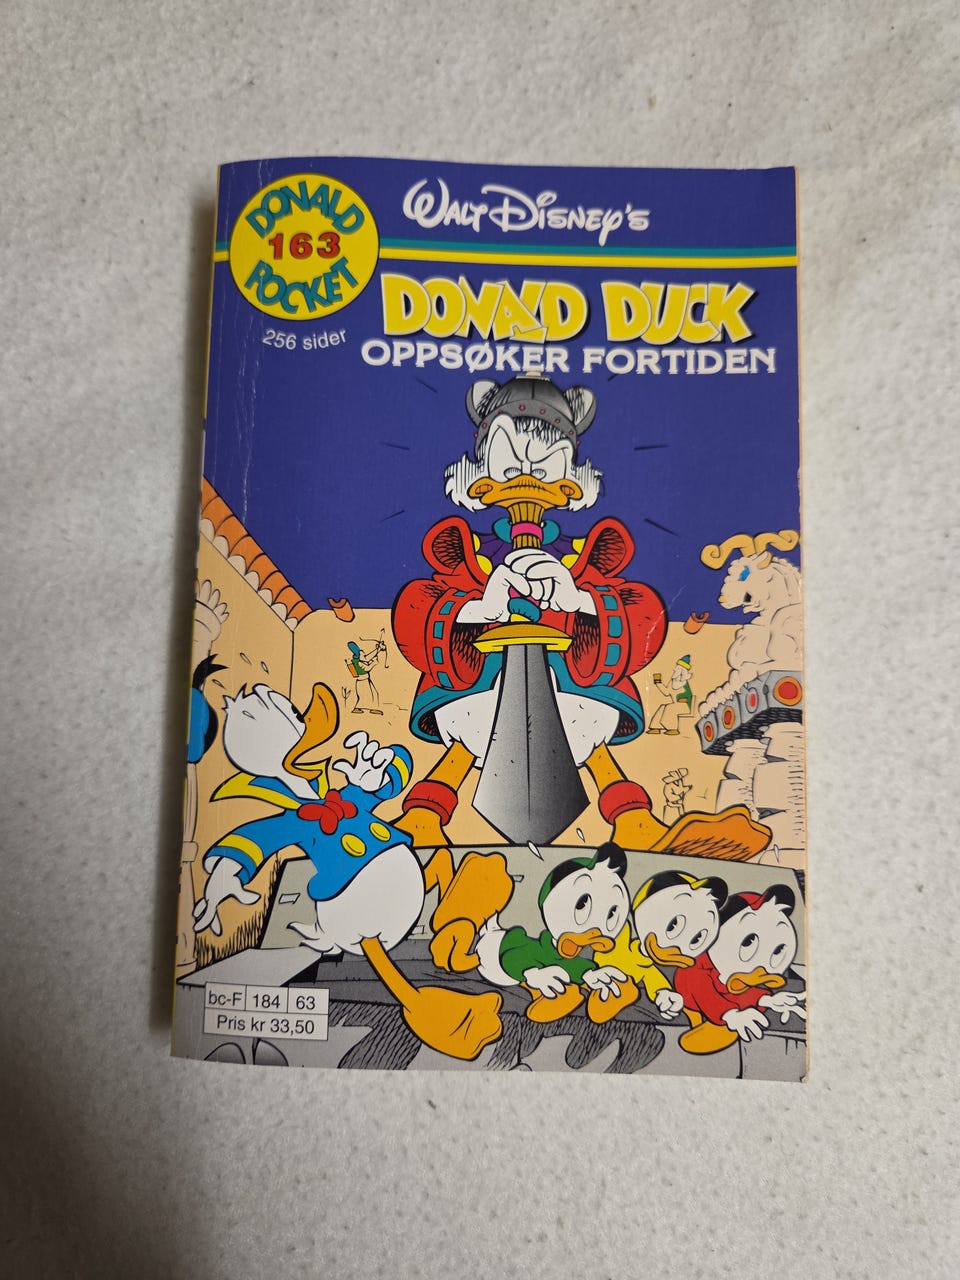 DONALD
163
POCKET
256 sider
WALT DISNEY'S
DONALD DUCK
OPPSØKER FORTIDEN
bc-F 184 63
Pris kr 33,50